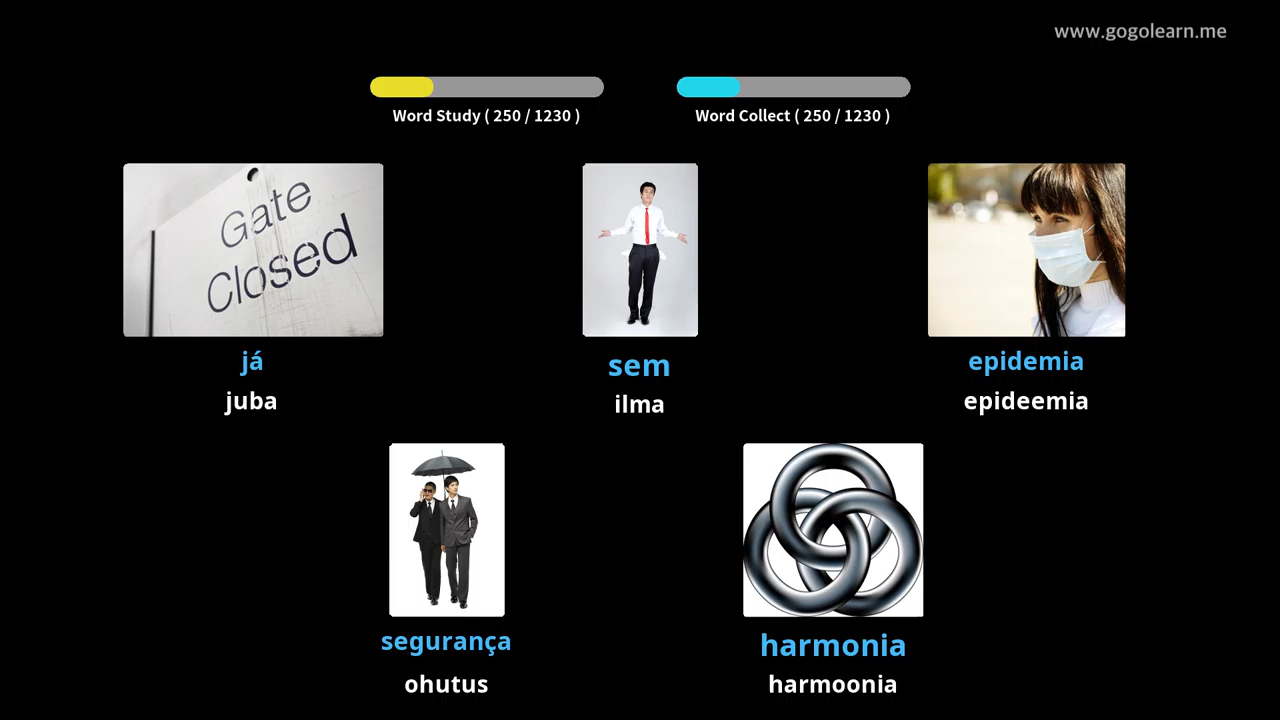 www.gogolearn.me
Word Study ( 250 / 1230 )
Word Collect ( 250 / 1230 )
Gate
Closed
já
juba
sem
ilma
epidemia
epideemia
segurança
ohutus
harmonia
harmoonia